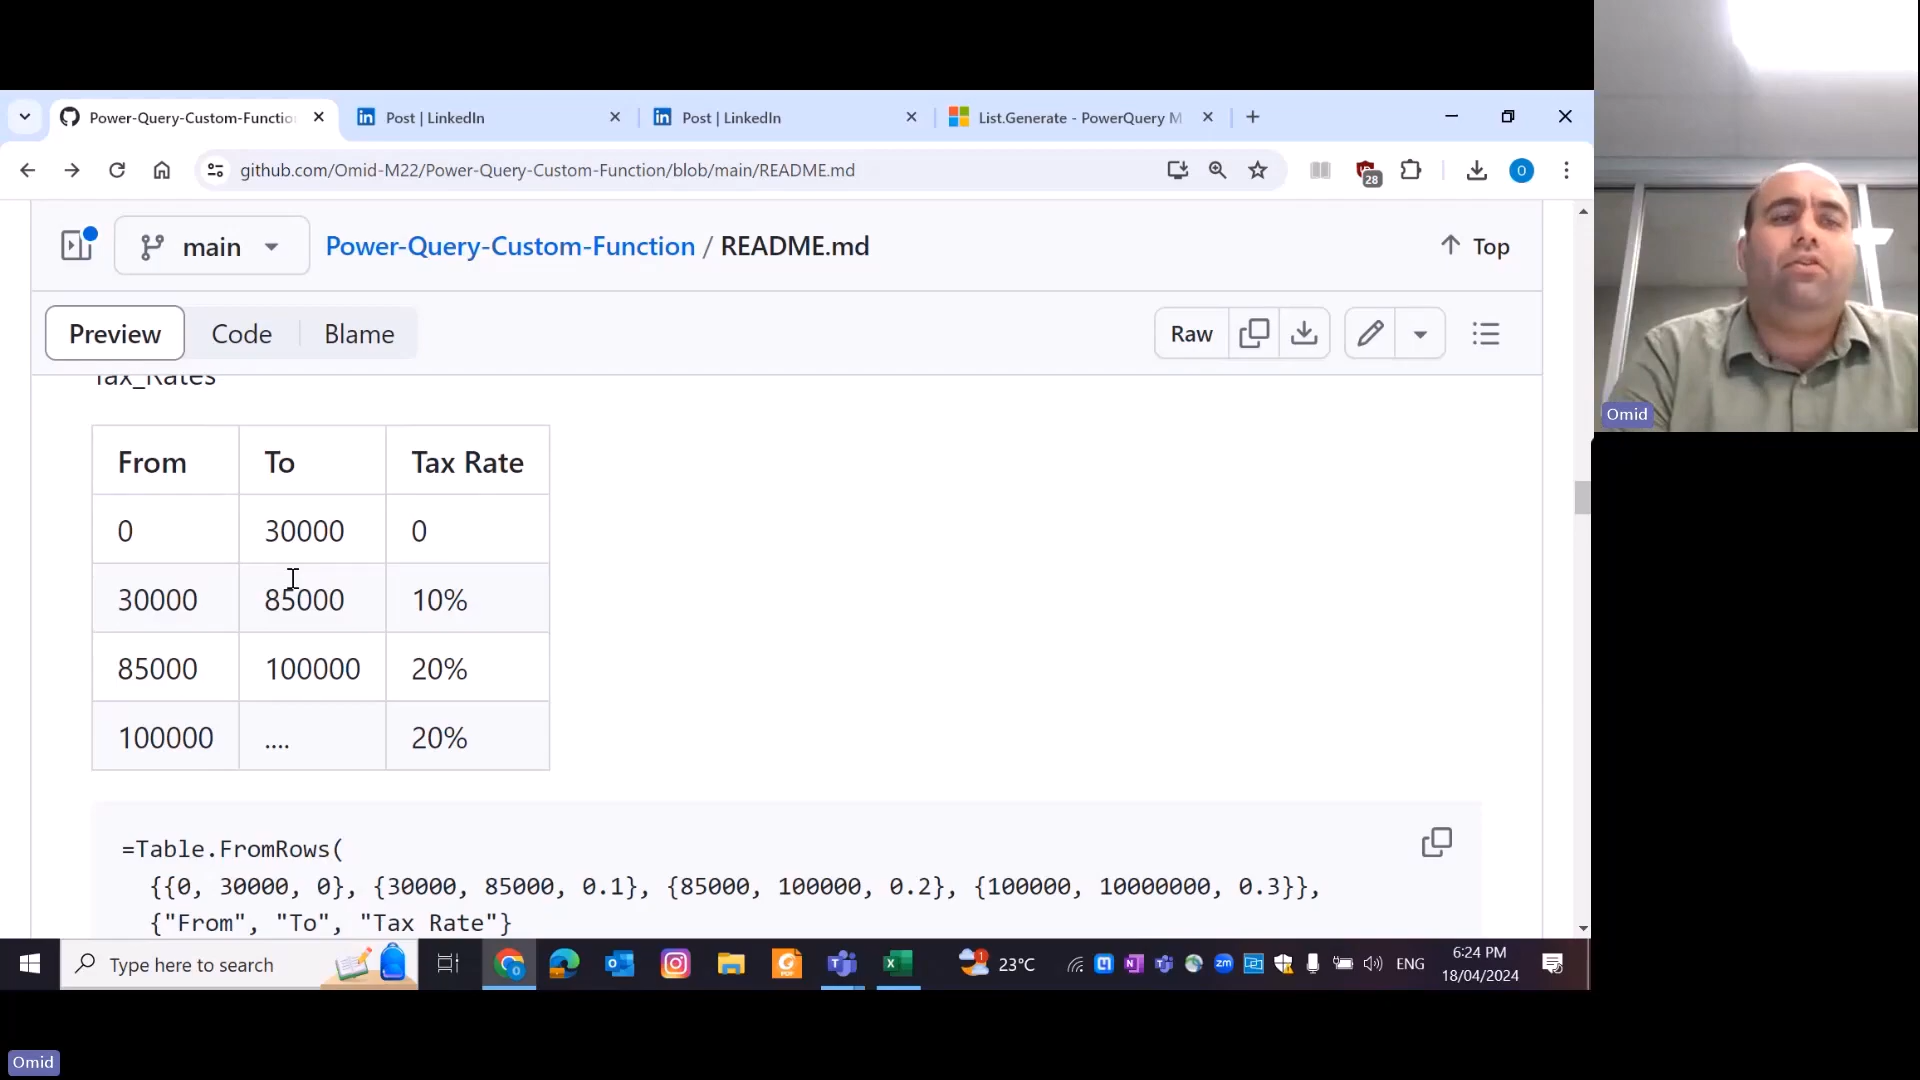 Power-Query-Custom-Functio
Post | LinkedIn
Post | LinkedIn
List.Generate - PowerQuery M
github.com/Omid-M22/Power-Query-Custom-Function/blob/main/README.md
28
O
main
Power-Query-Custom-Function / README.md
Top
Preview
Code
Blame
Raw
Tax_Rates
From To Tax Rate
0 30000 0
30000 85000 10%
85000 100000 20%
100000 .... 20%
=Table.FromRows(
{{0, 30000, 0}, {30000, 85000, 0.1}, {85000, 100000, 0.2}, {100000, 10000000, 0.3}},
{"From", "To", "Tax Rate"}
Type here to search
23°C
ENG
6:24 PM
18/04/2024
Omid
Omid